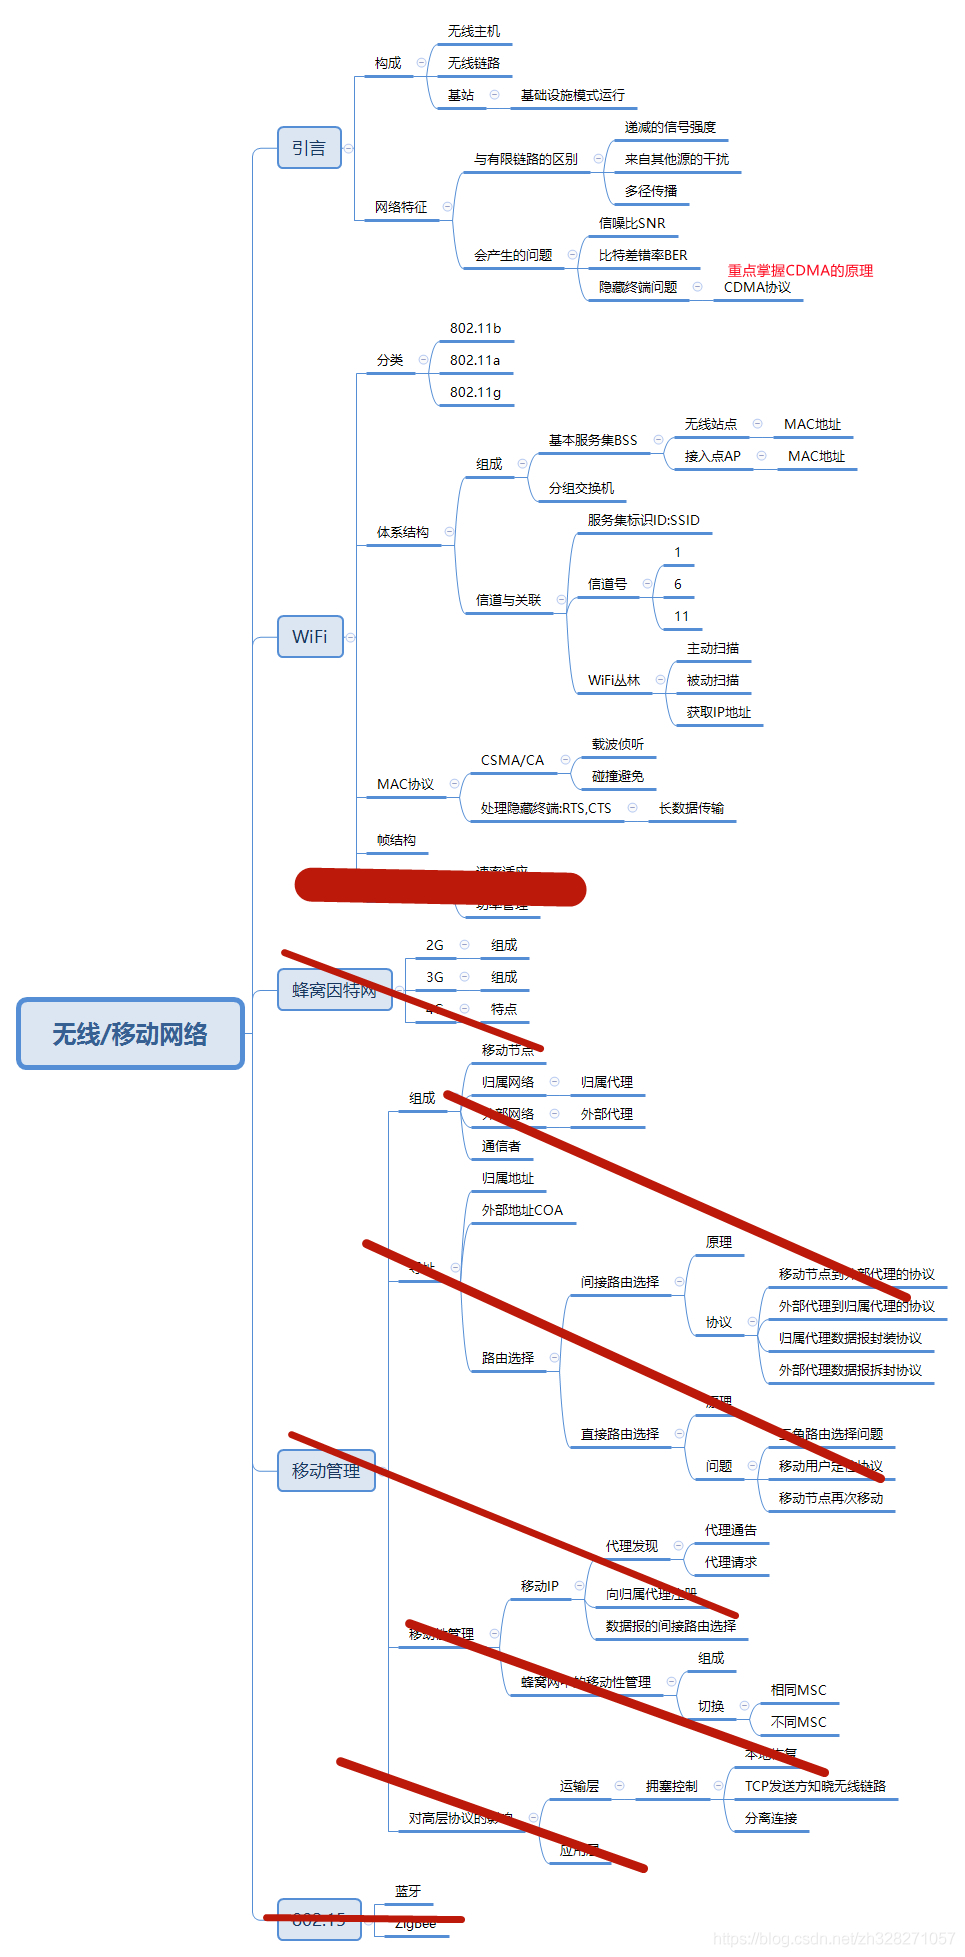 无线/移动网络
引言
构成
无线主机
无线链路
基站
基础设施模式运行
网络特征
与有限链路的区别
递减的信号强度
来自其他源的干扰
多径传播
会产生的问题
信噪比SNR
比特差错率BER
隐藏终端问题
重点掌握CDMA的原理
CDMA协议
WiFi
分类
802.11b
802.11a
802.11g
体系结构
组成
基本服务集BSS
无线站点
MAC地址
接入点AP
MAC地址
分组交换机
信道与关联
服务集标识ID:SSID
信道号
1
6
11
WiFi丛林
主动扫描
被动扫描
获取IP地址
MAC协议
CSMA/CA
载波侦听
碰撞避免
处理隐藏终端:RTS,CTS
长数据传输
帧结构
速率适应
功率管理
蜂窝因特网
2G
组成
3G
组成
4G
特点
移动管理
组成
移动节点
归属网络
归属代理
外部网络
外部代理
通信者
寻址
归属地址
外部地址COA
路由选择
间接路由选择
原理
协议
移动节点到外部代理的协议
外部代理到归属代理的协议
归属代理数据报封装协议
外部代理数据报拆封协议
直接路由选择
原理
问题
三角路由选择问题
移动用户定位协议
移动节点再次移动
移动性管理
移动IP
代理发现
代理通告
代理请求
向归属代理注册
数据报的间接路由选择
蜂窝网中的移动性管理
组成
切换
相同MSC
不同MSC
对高层协议的影响
运输层
拥塞控制
本地恢复
TCP发送方知晓无线链路
分离连接
应用层
802.15
蓝牙
ZigBee
https://blog.csdn.net/zh328271057